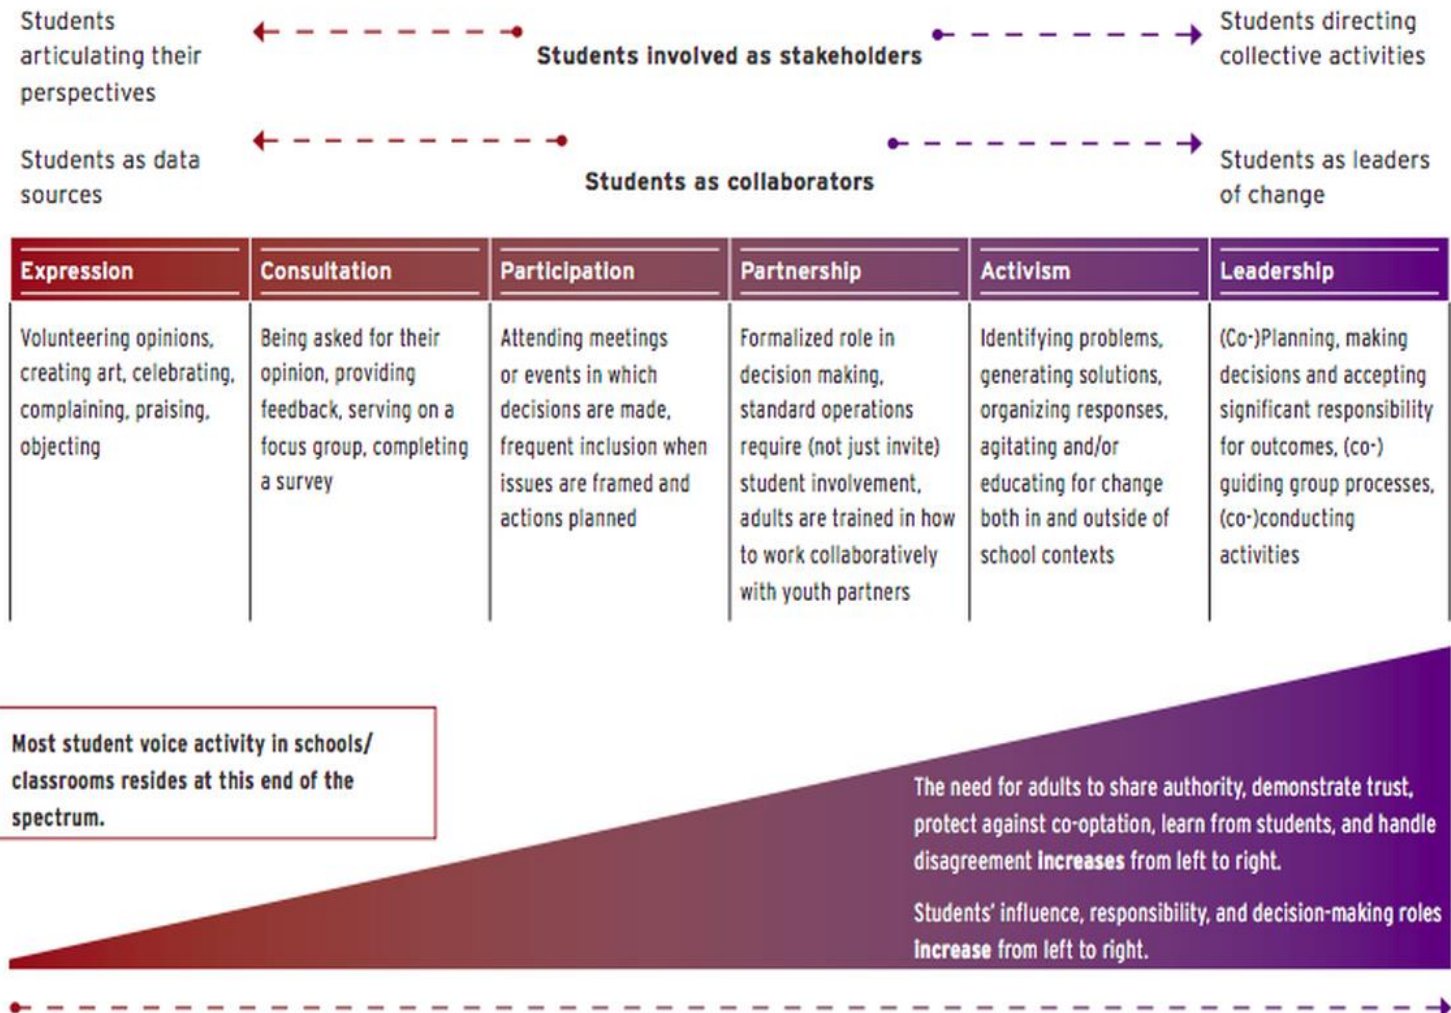 Students
articulating their
perspectives
Students involved as stakeholders
Students directing
collective activities
Students as data
sources
Students as collaborators
Students as leaders
of change
Expression
Volunteering opinions,
creating art, celebrating,
complaining, praising,
objecting
Consultation
Being asked for their
opinion, providing
feedback, serving on a
focus group, completing
a survey
Participation
Attending meetings
or events in which
decisions are made,
frequent inclusion when
issues are framed and
actions planned
Partnership
Formalized role in
decision making,
standard operations
require (not just invite)
student involvement,
adults are trained in how
to work collaboratively
with youth partners
Activism
Identifying problems,
generating solutions,
organizing responses,
agitating and/or
educating for change
both in and outside of
school contexts
Leadership
(Co-)Planning, making
decisions and accepting
significant responsibility
for outcomes, (co-)
guiding group processes,
(co-)conducting
activities
Most student voice activity in schools/
classrooms resides at this end of the
spectrum.
The need for adults to share authority, demonstrate trust,
protect against co-optation, learn from students, and handle
disagreement increases from left to right.
Students' influence, responsibility, and decision-making roles
increase from left to right.